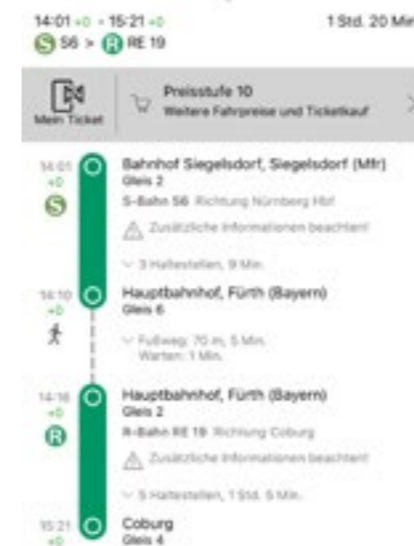 14:01 +0 - 15:21 +0 1 Std. 20 Min
S S6 > R RE 19
Mein Ticket
Preisstufe 10
Weitere Fahrpreise und Ticketkauf
14:01 Bahnhof Siegelsdorf, Siegelsdorf (Mfr)
+0 Gleis 2
S S-Bahn S6 Richtung Nürnberg Hbf
Zusätzliche Informationen beachten!
3 Haltestellen, 9 Min.
14:10 Hauptbahnhof, Fürth (Bayern)
+0 Gleis 6
Fußweg: 70 m, 5 Min.
Warten: 1 Min.
14:16 Hauptbahnhof, Fürth (Bayern)
+0 Gleis 2
R R-Bahn RE 19 Richtung Coburg
Zusätzliche Informationen beachten!
5 Haltestellen, 1 Std. 5 Min.
15:21 Coburg
+0 Gleis 4